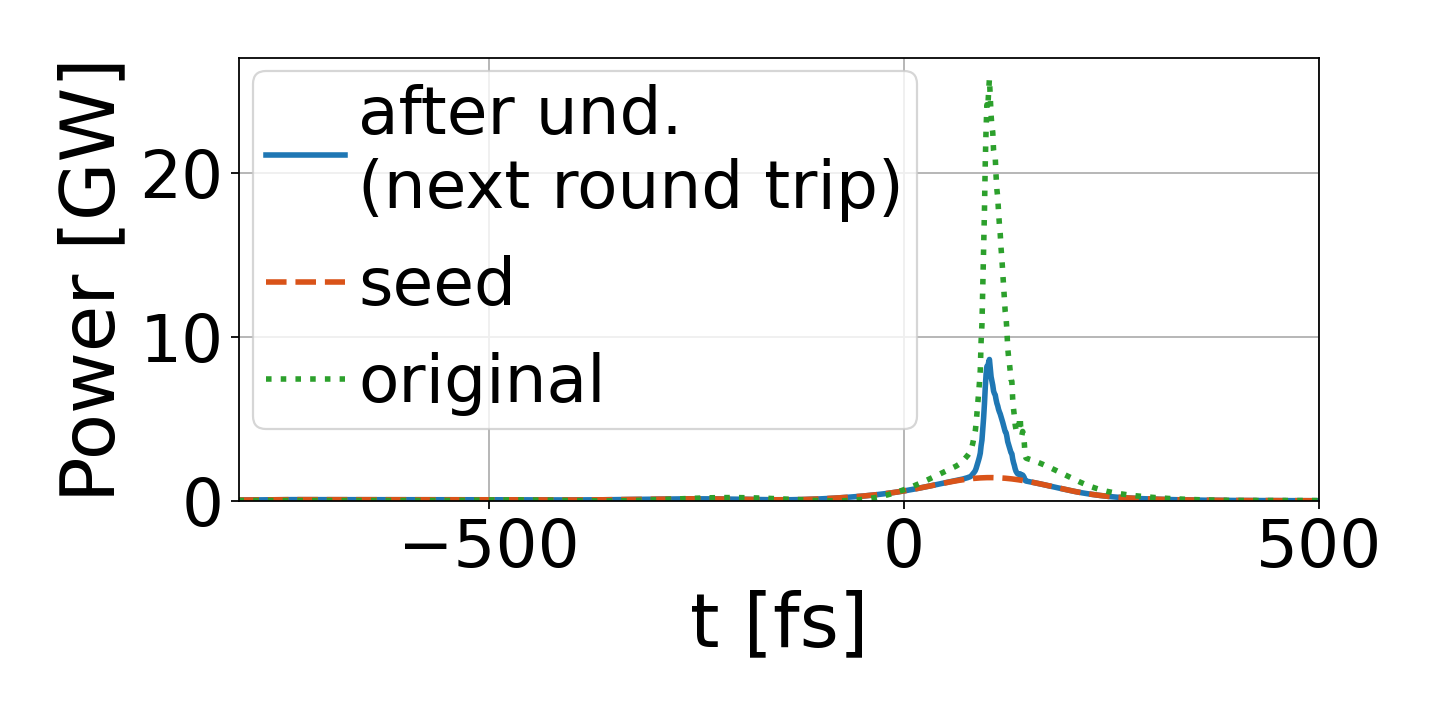 Power [GW]
20
10
0
after und.
(next round trip)
seed
original
−500
0
500
t [fs]